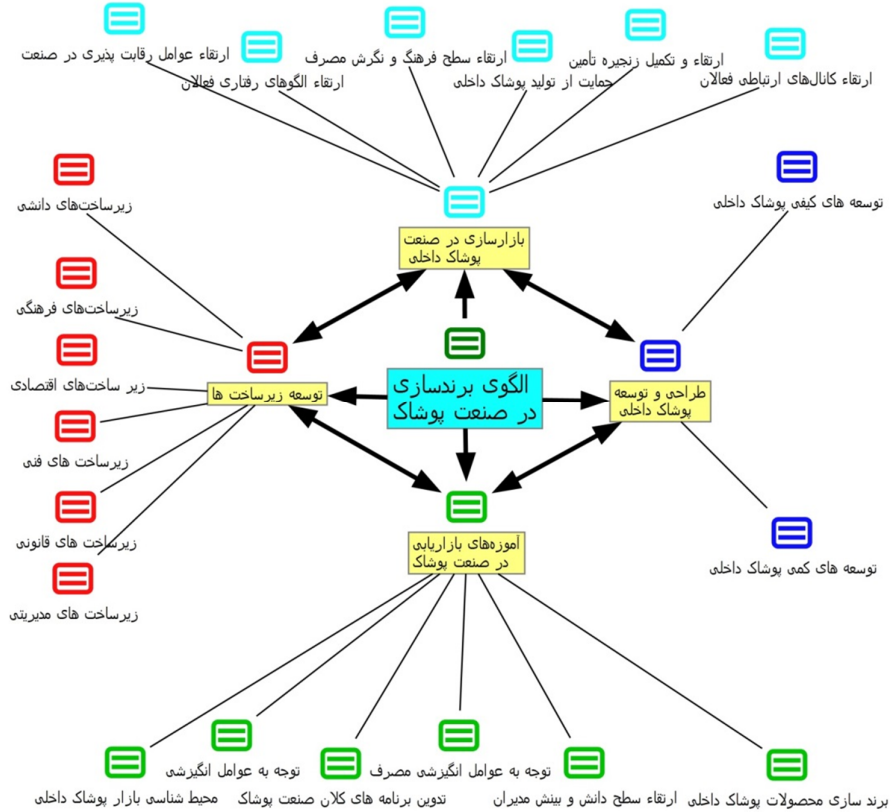 ارتقاء عوامل رقابت پذیری در صنعت
ارتقاء الگوهای رفتاری فعالان
ارتقاء سطح فرهنگ و نگرش مصرف
حمایت از تولید پوشاک داخلی
ارتقاء و تکمیل زنجیره تأمین
ارتقاء کانال‌های ارتباطی فعالان
زیرساخت‌های دانشی
توسعه های کیفی پوشاک داخلی
بازارسازی در صنعت
پوشاک داخلی
زیرساخت‌های فرهنگی
زیر ساخت‌های اقتصادی
توسعه زیرساخت ها
الگوی برندسازی
در صنعت پوشاک
طراحی و توسعه
پوشاک داخلی
زیرساخت های فنی
زیرساخت های قانونی
آموزه‌های بازاریابی
در صنعت پوشاک
توسعه های کمی پوشاک داخلی
زیرساخت های مدیریتی
محیط شناسی بازار پوشاک داخلی
توجه به عوامل انگیزشی
تدوین برنامه های کلان صنعت پوشاک
توجه به عوامل انگیزشی مصرف
ارتقاء سطح دانش و بینش مدیران
برند سازی محصولات پوشاک داخلی